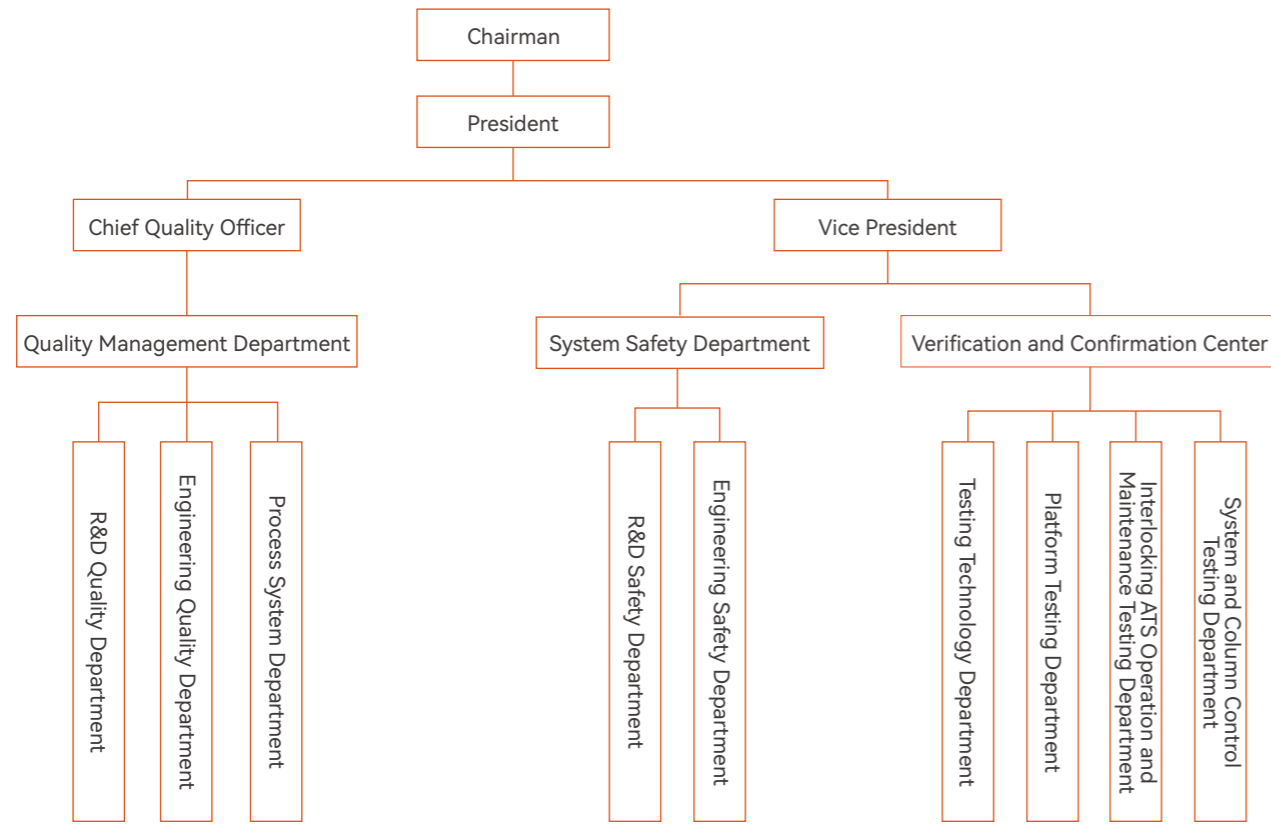 Chairman
President
Chief Quality Officer
Vice President
Quality Management Department
System Safety Department
Verification and Confirmation Center
R&D Quality Department
Engineering Quality Department
Process System Department
R&D Safety Department
Engineering Safety Department
Testing Technology Department
Platform Testing Department
Interlocking ATS Operation and
Maintenance Testing Department
System and Column Control
Testing Department